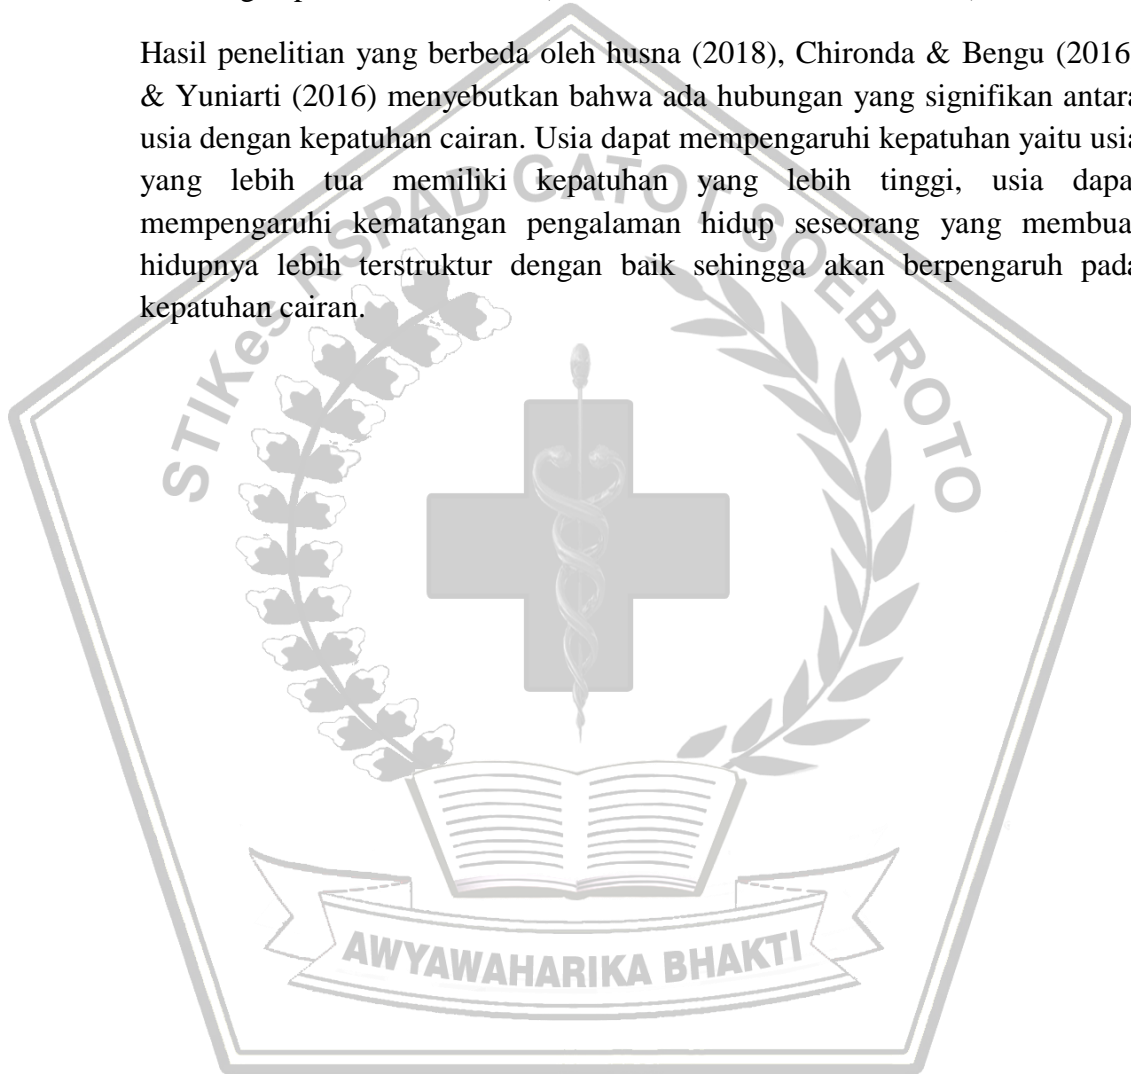 Hasil penelitian yang berbeda oleh husna (2018), Chironda & Bengu (2016
& Yuniarti (2016) menyebutkan bahwa ada hubungan yang signifikan antara
usia dengan kepatuhan cairan. Usia dapat mempengaruhi kepatuhan yaitu usia
yang lebih tua memiliki kepatuhan yang lebih tinggi, usia dapa
mempengaruhi kematangan pengalaman hidup seseorang yang membua
hidupnya lebih terstruktur dengan baik sehingga akan berpengaruh pada
kepatuhan cairan.
STIKes RSPAD GATOT SOEBROTO
AWYAWAHARIKA BHAKTI